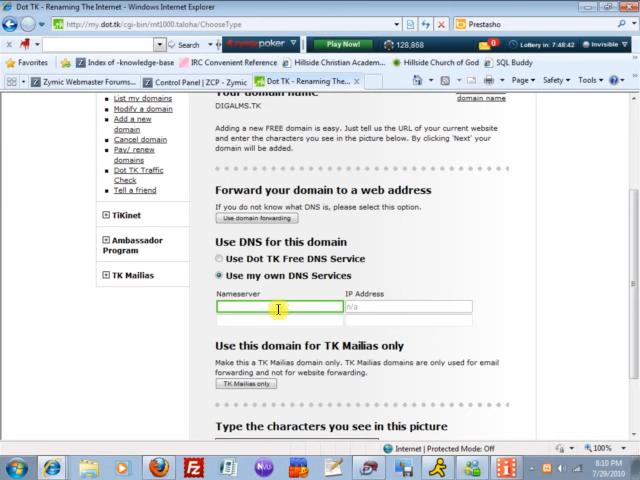 Dot TK - Renaming The Internet - Windows Internet Explorer
http://my.dot.tk/cgi-bin/rnt1000.taloha/ChooseType
Prestasho
x Search poker Play Now! 128,868 Lottery in: 7:48:42 Invisible
Favorites Index of -knowledge-base IRC Convenient Reference Hillside Christian Academ... Hillside Church of God SQL Buddy
Zymic Webmaster Forums... Control Panel | ZCP - Zymic Dot TK - Renaming The... x Page Safety Tools
List my domains
Modify a domain
Add a new
domain
Cancel domain
Pay/ renew
domains
Dot TK Traffic
Check
Tell a friend
TiKinet
Ambassador
Program
TK Mailias
Your domain name
domain name
DIGALMS.TK
Adding a new FREE domain is easy. Just tell us the URL of your current website
and enter the characters you see in the picture below. By clicking 'Next' your
domain will be added.
Forward your domain to a web address
If you do not know what DNS is, please select this option.
Use domain forwarding
Use DNS for this domain
Use Dot TK Free DNS Service
Use my own DNS Services
Nameserver IP Address
n/a
Use this domain for TK Mailias only
Make this a TK Mailias domain only. TK Mailias domains are only used for email
forwarding and not for website forwarding.
TK Mailias only
Type the characters you see in this picture
Internet | Protected Mode: Off 100%
8:10 PM
7/29/2010